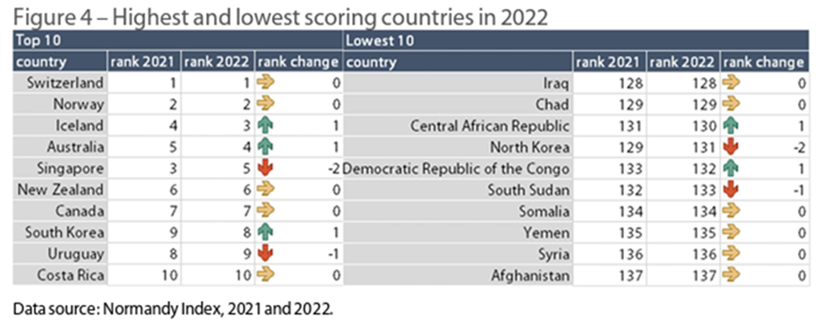 Figure 4 – Highest and lowest scoring countries in 2022
Top 10 Lowest 10
country rank 2021 rank 2022 rank change country rank 2021 rank 2022 rank change
Switzerland 1 1 0 Iraq 128 128 0
Norway 2 2 0 Chad 129 129 0
Iceland 4 3 1 Central African Republic 131 130 1
Australia 5 4 1 North Korea 129 131 -2
Singapore 3 5 -2 Democratic Republic of the Congo 133 132 1
New Zealand 6 6 0 South Sudan 132 133 -1
Canada 7 7 0 Somalia 134 134 0
South Korea 9 8 1 Yemen 135 135 0
Uruguay 8 9 -1 Syria 136 136 0
Costa Rica 10 10 0 Afghanistan 137 137 0
Data source: Normandy Index, 2021 and 2022.